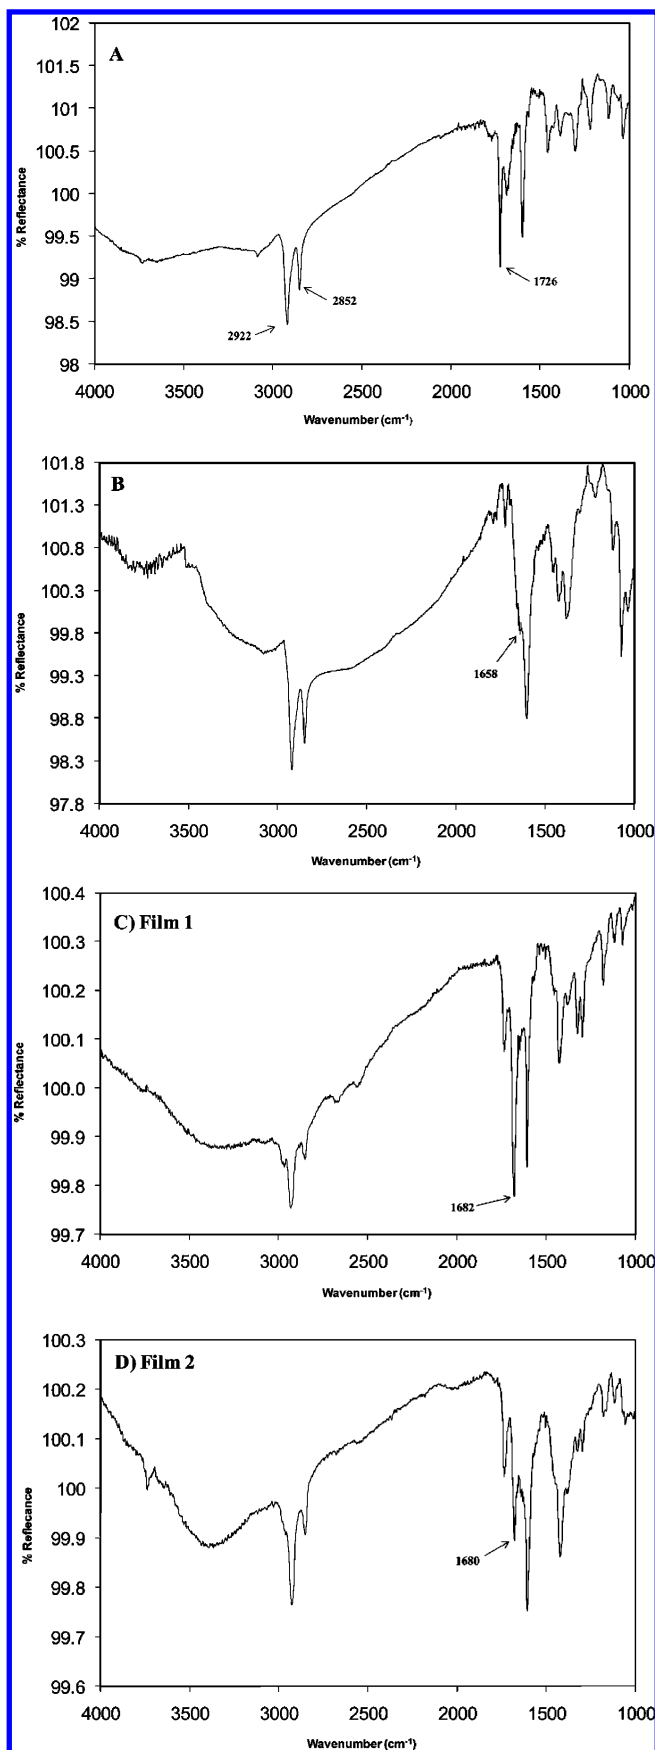 102
101.5
101
100.5
100
99.5
99
98.5
98
A
% Reflectance
2922
2852
1726
4000 3500 3000 2500 2000 1500 1000
Wavenumber (cm-1)
101.8
101.3
100.8
100.3
99.8
99.3
98.8
98.3
97.8
B
% Reflectance
1658
4000 3500 3000 2500 2000 1500 1000
Wavenumber (cm-1)
100.4
100.3
100.2
100.1
100.0
99.9
99.8
99.7
C) Film 1
% Reflectance
1682
4000 3500 3000 2500 2000 1500 1000
Wavenumber (cm-1)
100.3
100.2
100.1
100
99.9
99.8
99.7
99.6
D) Film 2
% Reflecance
1680
4000 3500 3000 2500 2000 1500 1000
Wavenumber (cm-1)